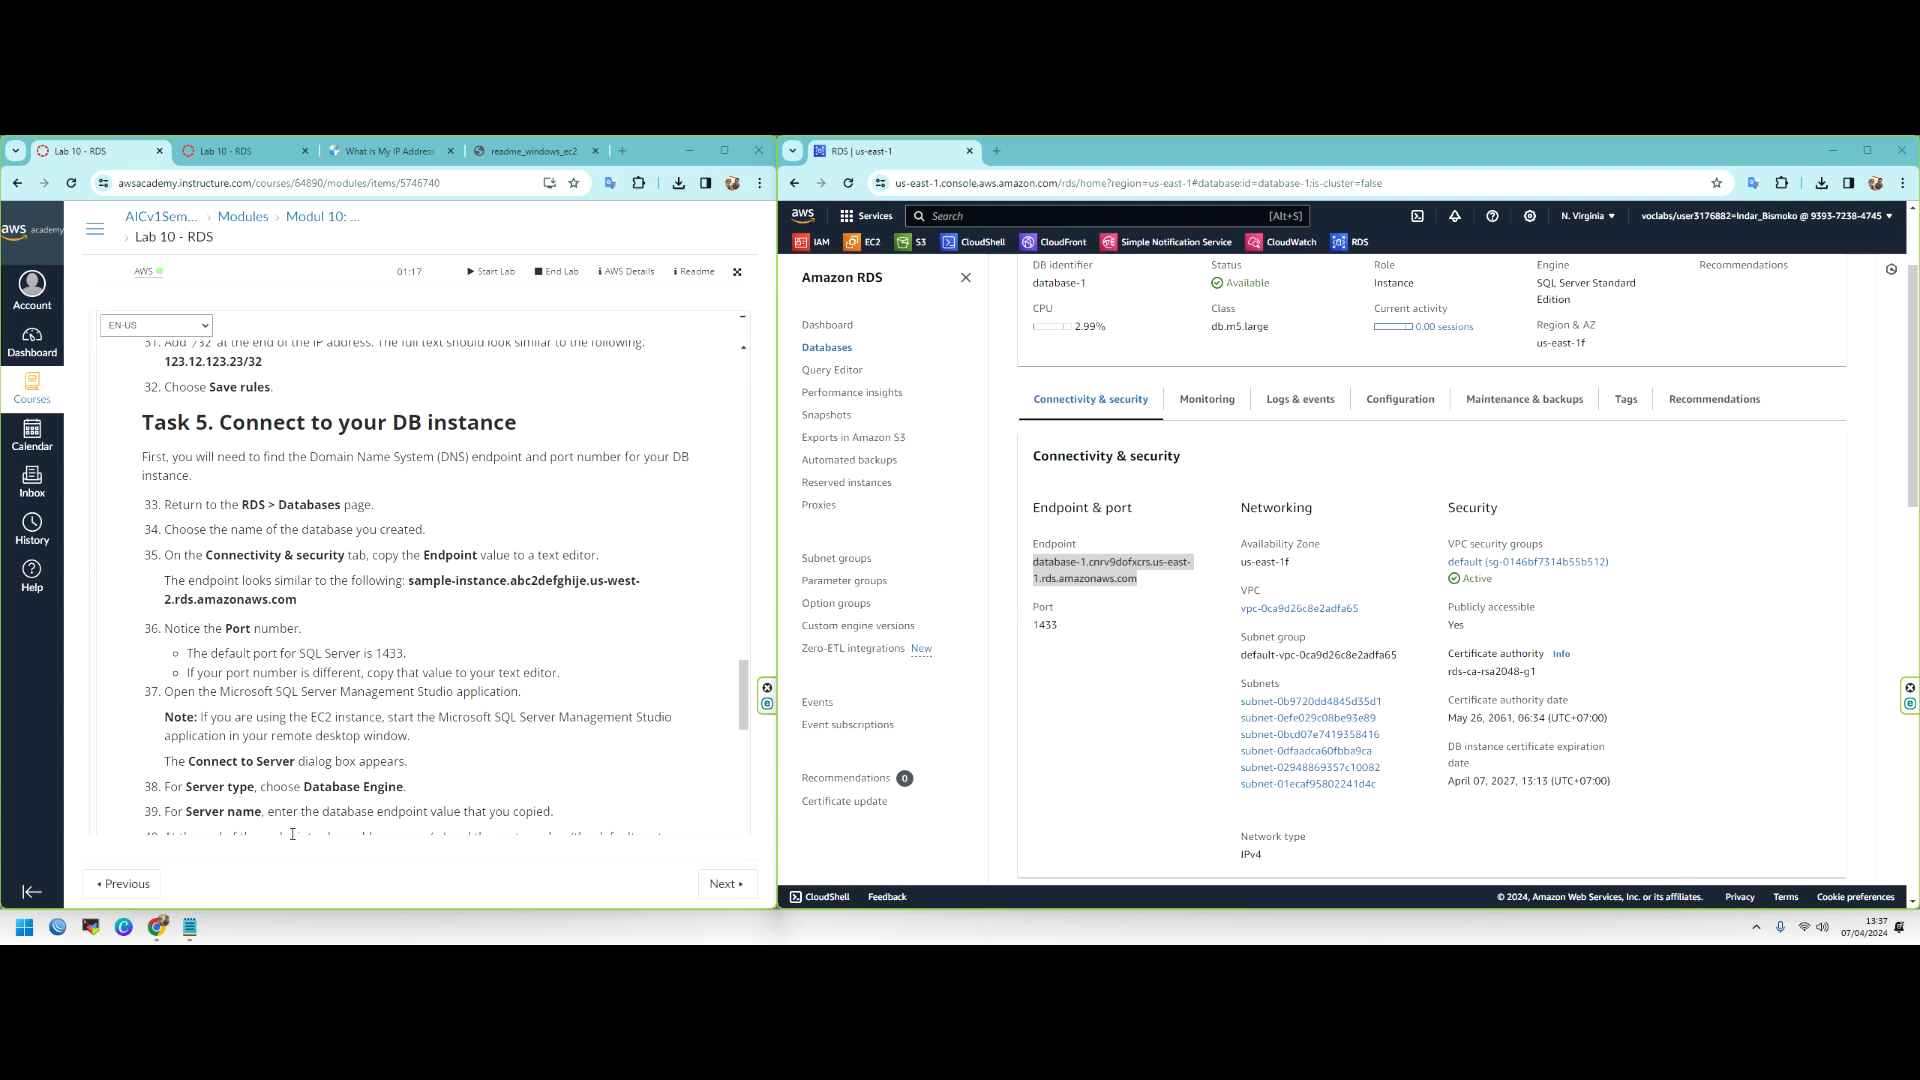 Lab 10 - RDS
Lab 10 - RDS
What Is My IP Address
readme_windows_ec2
awsacademy.instructure.com/courses/64890/modules/items/5746740
aws academy
Account
Dashboard
Courses
Calendar
Inbox
History
Help
AICv1Sem... › Modules › Modul 10: ...
› Lab 10 - RDS
AWS
01:17
Start Lab
End Lab
AWS Details
Readme
EN-US
31. Add '/32' at the end of the IP address. The full text should look similar to the following:
123.12.123.23/32
32. Choose Save rules.
Task 5. Connect to your DB instance
First, you will need to find the Domain Name System (DNS) endpoint and port number for your DB
instance.
33. Return to the RDS > Databases page.
34. Choose the name of the database you created.
35. On the Connectivity & security tab, copy the Endpoint value to a text editor.
The endpoint looks similar to the following: sample-instance.abc2defghije.us-west-
2.rds.amazonaws.com
36. Notice the Port number.
The default port for SQL Server is 1433.
If your port number is different, copy that value to your text editor.
37. Open the Microsoft SQL Server Management Studio application.
Note: If you are using the EC2 instance, start the Microsoft SQL Server Management Studio
application in your remote desktop window.
The Connect to Server dialog box appears.
38. For Server type, choose Database Engine.
39. For Server name, enter the database endpoint value that you copied.
Previous
Next
RDS | us-east-1
us-east-1.console.aws.amazon.com/rds/home?region=us-east-1#database:id=database-1;is-cluster=false
aws
Services
Search
[Alt+S]
N. Virginia
voclabs/user3176882=Indar_Bismoko @ 9393-7238-4745
IAM
EC2
S3
CloudShell
CloudFront
Simple Notification Service
CloudWatch
RDS
Amazon RDS
Dashboard
Databases
Query Editor
Performance insights
Snapshots
Exports in Amazon S3
Automated backups
Reserved instances
Proxies
Subnet groups
Parameter groups
Option groups
Custom engine versions
Zero-ETL integrations New
Events
Event subscriptions
Recommendations 0
Certificate update
DB identifier
database-1
CPU
2.99%
Status
Available
Class
db.m5.large
Role
Instance
Current activity
0.00 sessions
Engine
SQL Server Standard
Edition
Region & AZ
us-east-1f
Recommendations
Connectivity & security
Monitoring
Logs & events
Configuration
Maintenance & backups
Tags
Recommendations
Connectivity & security
Endpoint & port
Endpoint
database-1.cnrv9dofxcrs.us-east-
1.rds.amazonaws.com
Port
1433
Networking
Availability Zone
us-east-1f
VPC
vpc-0ca9d26c8e2adfa65
Subnet group
default-vpc-0ca9d26c8e2adfa65
Subnets
subnet-0b9720dd4845d35d1
subnet-0efe029c08be93e89
subnet-0bcd07e7419358416
subnet-0dfaadca60fbba9ca
subnet-02948869357c10082
subnet-01ecaf95802241d4c
Network type
IPv4
Security
VPC security groups
default (sg-0146bf7314b55b512)
Active
Publicly accessible
Yes
Certificate authority Info
rds-ca-rsa2048-g1
Certificate authority date
May 26, 2061, 06:34 (UTC+07:00)
DB instance certificate expiration
date
April 07, 2027, 13:13 (UTC+07:00)
CloudShell
Feedback
© 2024, Amazon Web Services, Inc. or its affiliates.
Privacy
Terms
Cookie preferences
13:37
07/04/2024